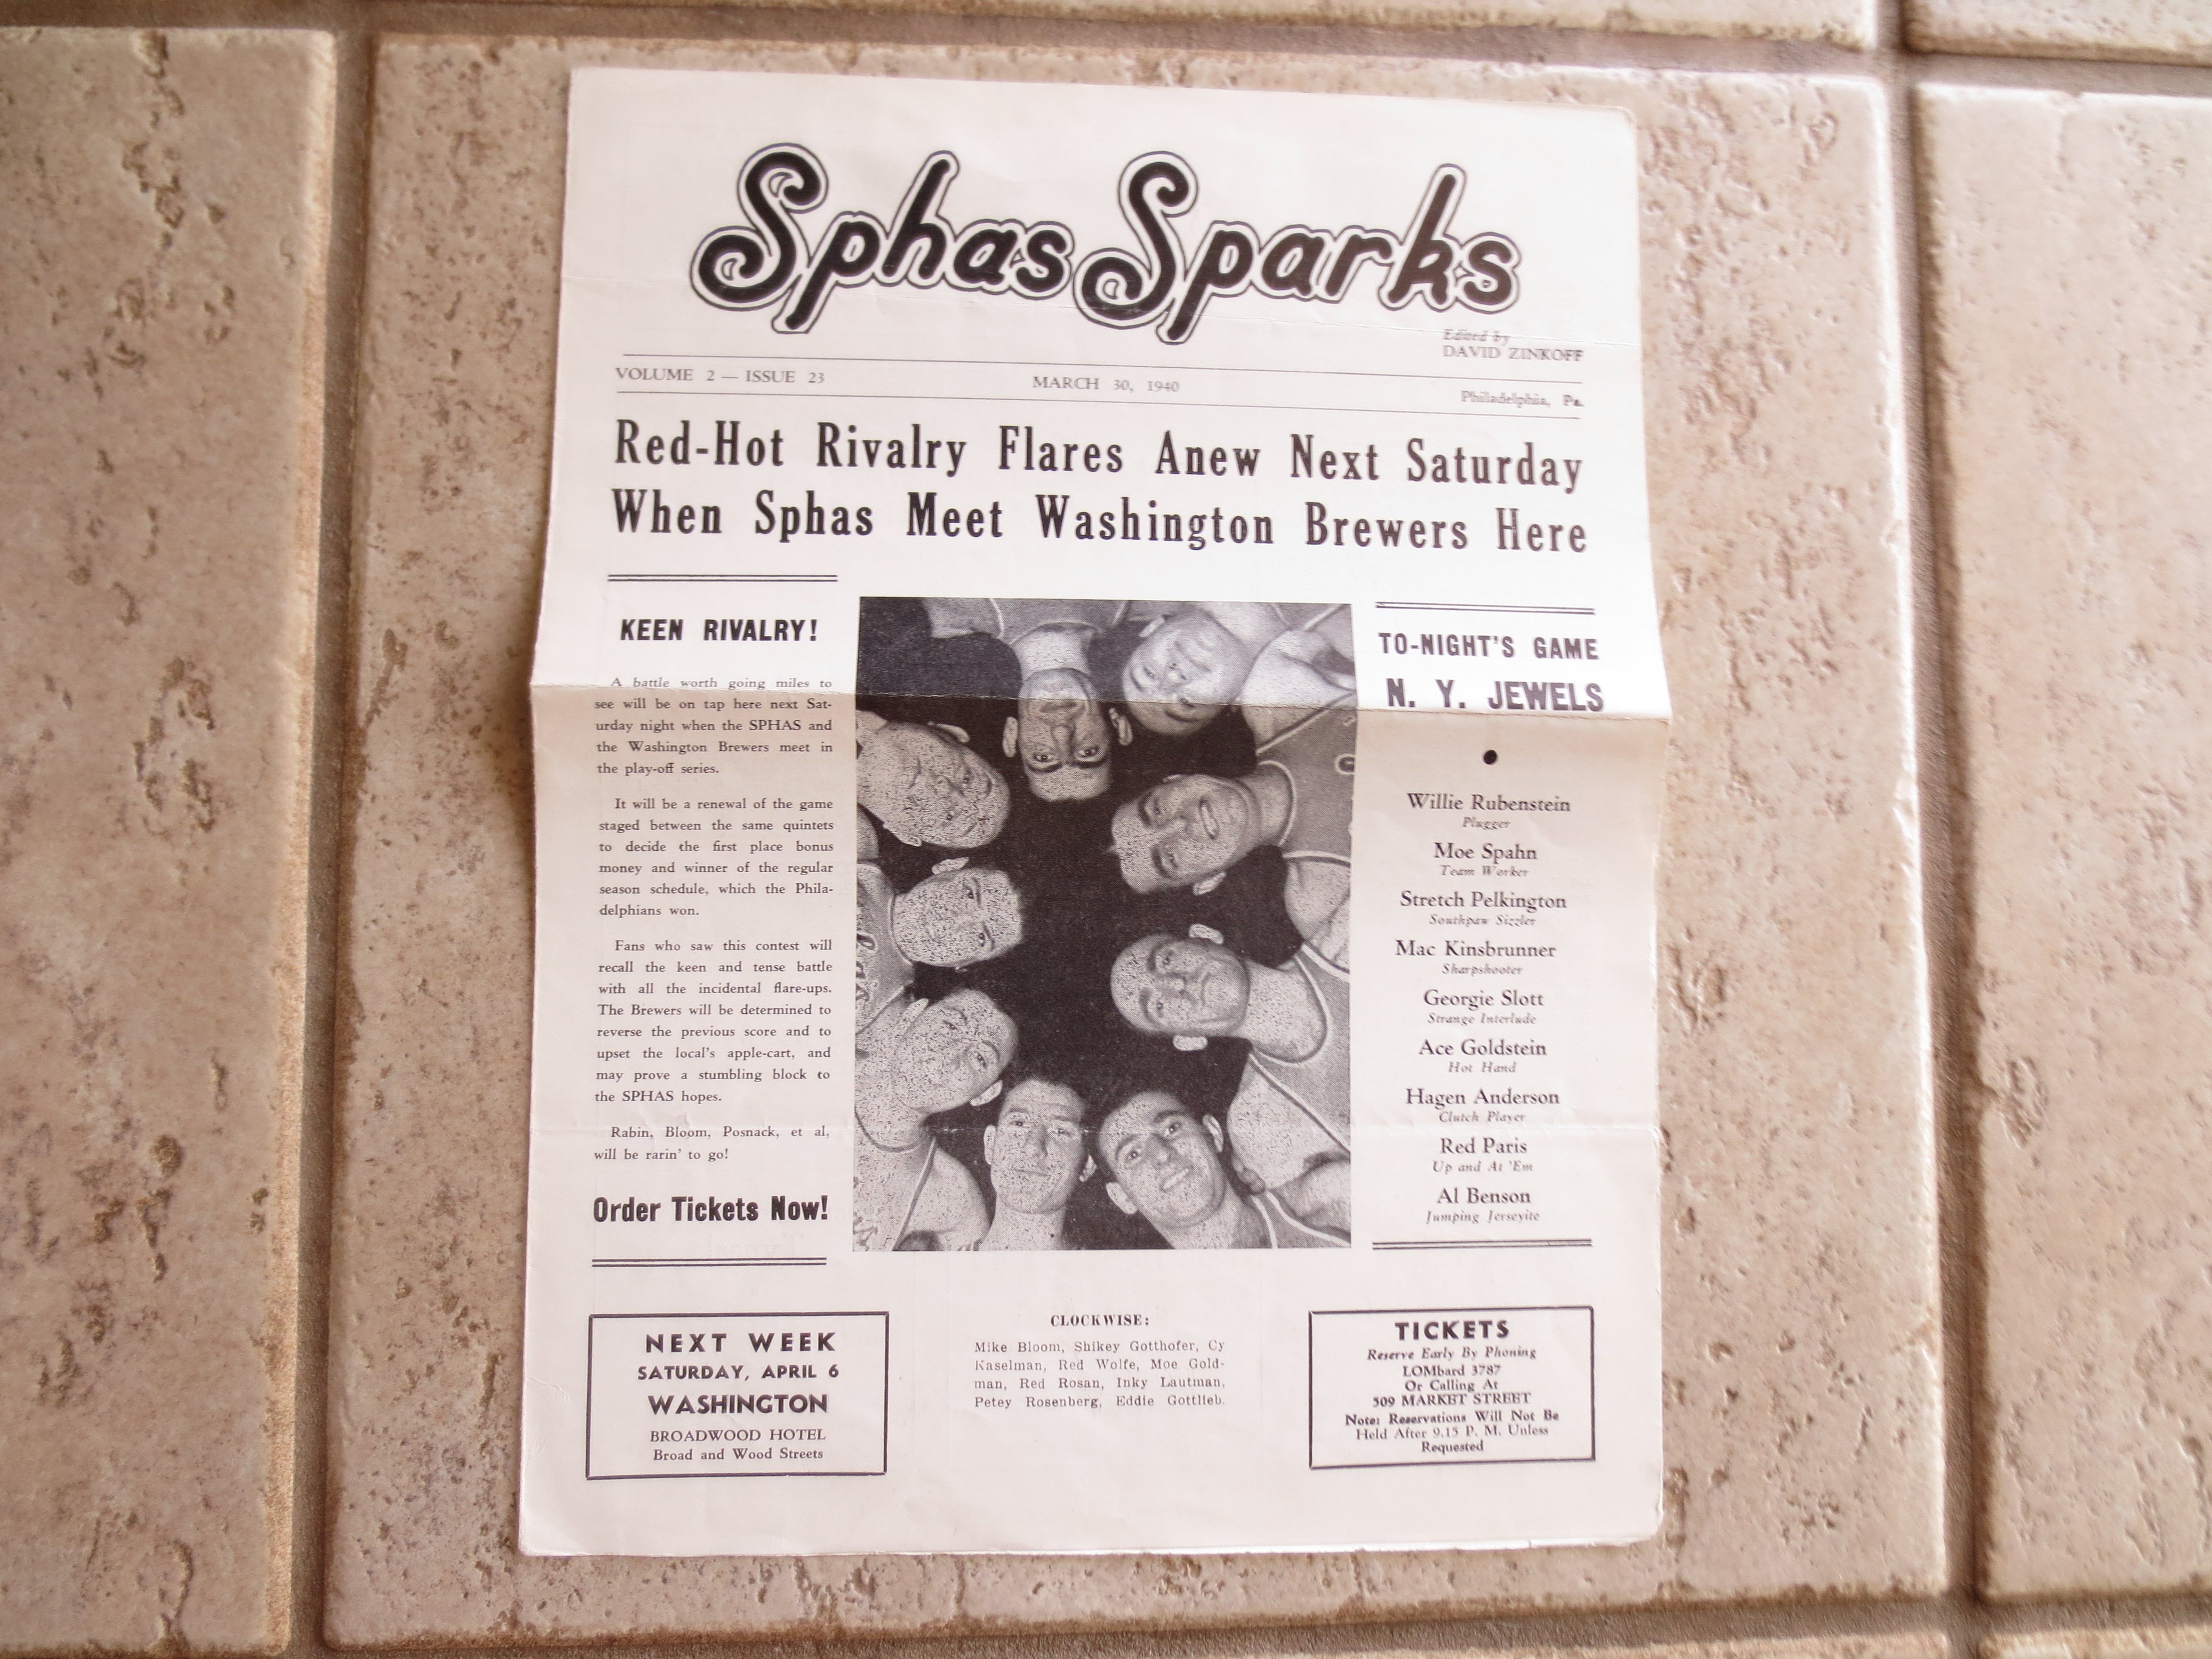 Sphas Sparks
Edited by
DAVID ZINKOFF
VOLUME 2 — ISSUE 23
MARCH 30, 1940
Philadelphia, Pa.
Red-Hot Rivalry Flares Anew Next Saturday
When Sphas Meet Washington Brewers Here
KEEN RIVALRY!
A battle worth going miles to
see will be on tap here next Sat-
urday night when the SPHAS and
the Washington Brewers meet in
the play-off series.
It will be a renewal of the game
staged between the same quintets
to decide the first place bonus
money and winner of the regular
season schedule, which the Phila-
delphians won.
Fans who saw this contest will
recall the keen and tense battle
with all the incidental flare-ups.
The Brewers will be determined to
reverse the previous score and to
upset the local's apple-cart, and
may prove a stumbling block to
the SPHAS hopes.
Rabin, Bloom, Posnack, et al,
will be rarin' to go!
Order Tickets Now!
TO-NIGHT'S GAME
N. Y. JEWELS
Willie Rubenstein
Plugger
Moe Spahn
Team Worker
Stretch Pelkington
Southpaw Sizzler
Mac Kinsbrunner
Sharpshooter
Georgie Slott
Strange Interlude
Ace Goldstein
Hot Hand
Hagen Anderson
Clutch Player
Red Paris
Up and At 'Em
Al Benson
Jumping Jerseyite
NEXT WEEK
SATURDAY, APRIL 6
WASHINGTON
BROADWOOD HOTEL
Broad and Wood Streets
CLOCKWISE:
Mike Bloom, Shikey Gotthofer, Cy
Kaselman, Red Wolfe, Moe Gold-
man, Red Rosan, Inky Lautman,
Petey Rosenberg, Eddie Gottlieb.
TICKETS
Reserve Early By Phoning
LOMbard 3787
Or Calling At
509 MARKET STREET
Note: Reservations Will Not Be
Held After 9.15 P. M. Unless
Requested